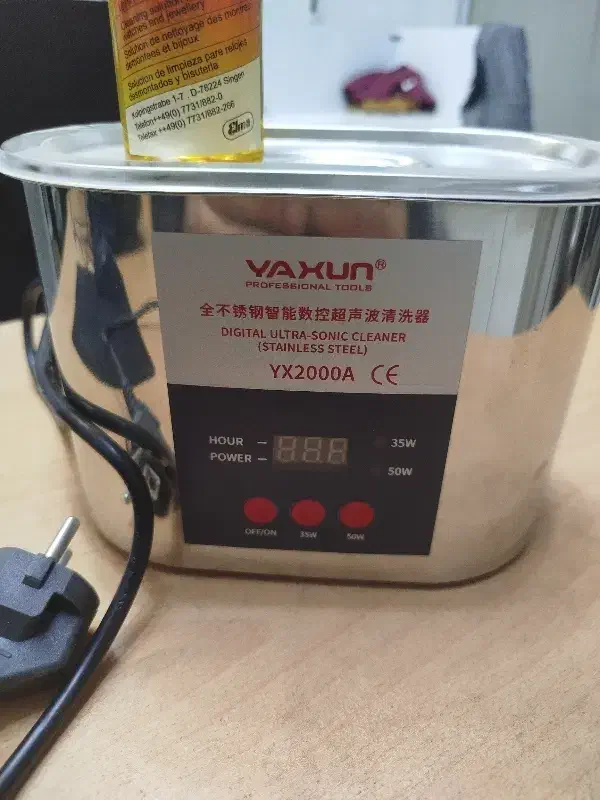 Cleaning solution
watches and jewellery
Solution de nettoyage des montres
démontées et bijoux
Solución de limpieza para relojes
desmontados y bisutería
Kolpingstrabe 1-7 , D-78224 Singen
Telefon++49(0) 7731/882-0
Telefax ++49(0) 7731/882-266
Elma
YAXUN®
PROFESSIONAL TOOLS
全不锈钢智能数控超声波清洗器
DIGITAL ULTRA-SONIC CLEANER
(STAINLESS STEEL)
YX2000A CE
HOUR
35W
POWER
50W
OFF/ON 35W 50W